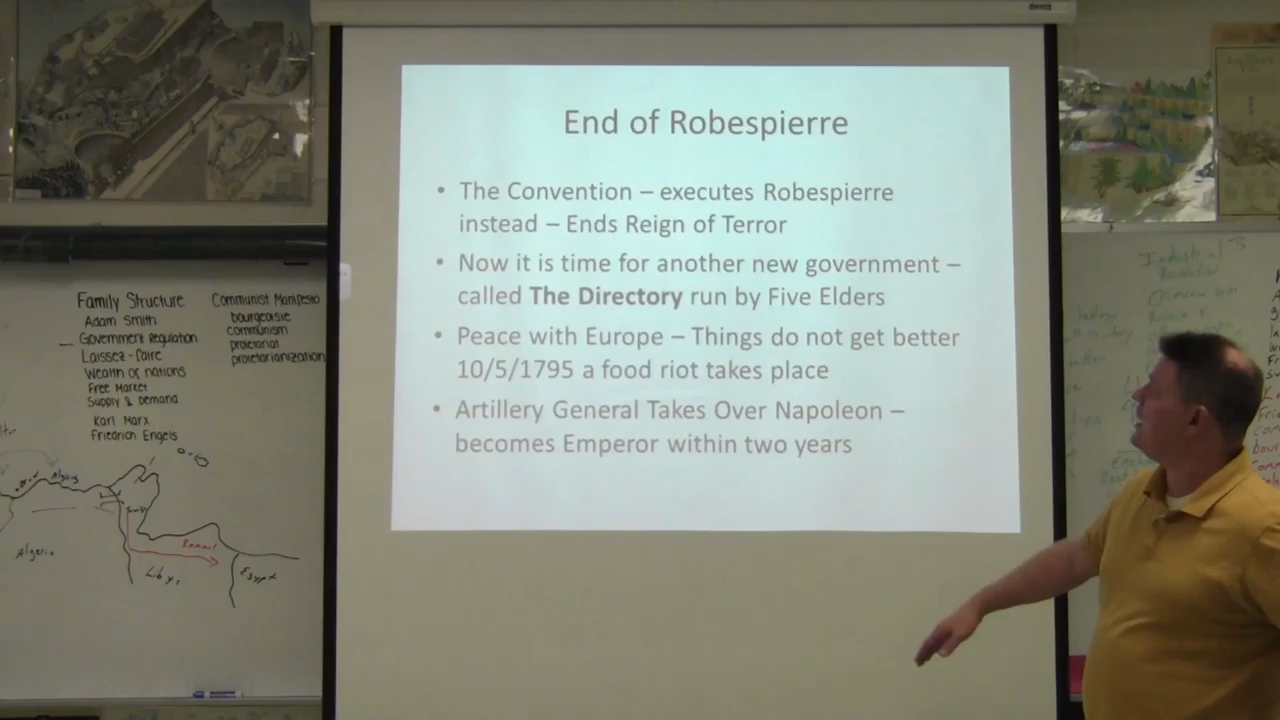 End of Robespierre
• The Convention – executes Robespierre
instead – Ends Reign of Terror
• Now it is time for another new government –
called The Directory run by Five Elders
• Peace with Europe – Things do not get better
10/5/1795 a food riot takes place
• Artillery General Takes Over Napoleon –
becomes Emperor within two years
Family Structure
Adam Smith
Government Regulation
Laissez-faire
Wealth of nations
Free Market
Supply & Demand
Karl Marx
Friedrich Engels
Communist Manifesto
bourgeoisie
communism
proletariat
proletarianization
Algiers
Algeria
Libya
Egypt
Industrial
Revolution